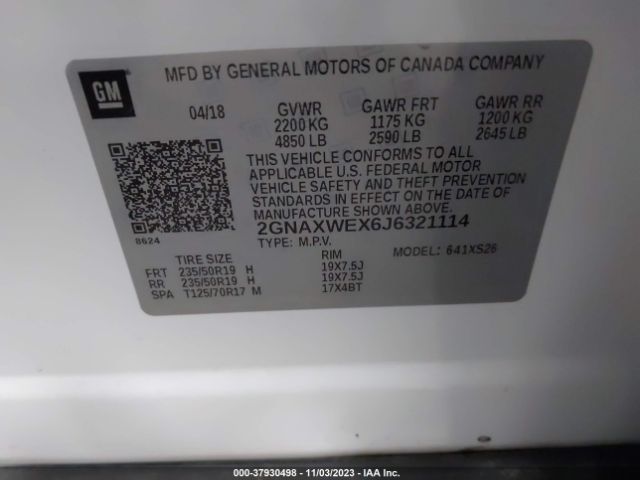 GM
MFD BY GENERAL MOTORS OF CANADA COMPANY
04/18 GVWR GAWR FRT GAWR RR
2200 KG 1175 KG 1200 KG
4850 LB 2590 LB 2645 LB
THIS VEHICLE CONFORMS TO ALL
APPLICABLE U.S. FEDERAL MOTOR
VEHICLE SAFETY AND THEFT PREVENTION
STANDARDS IN EFFECT ON THE DATE OF
MANUFACTURE SHOWN ABOVE.
2GNAXWEX6J6321114
8624
TYPE: M.P.V. MODEL: 641XS26
TIRE SIZE RIM
FRT 235/50R19 H 19X7.5J
RR 235/50R19 H 19X7.5J
SPA T125/70R17 M 17X4BT
000-37930498 - 11/03/2023 - IAA Inc.